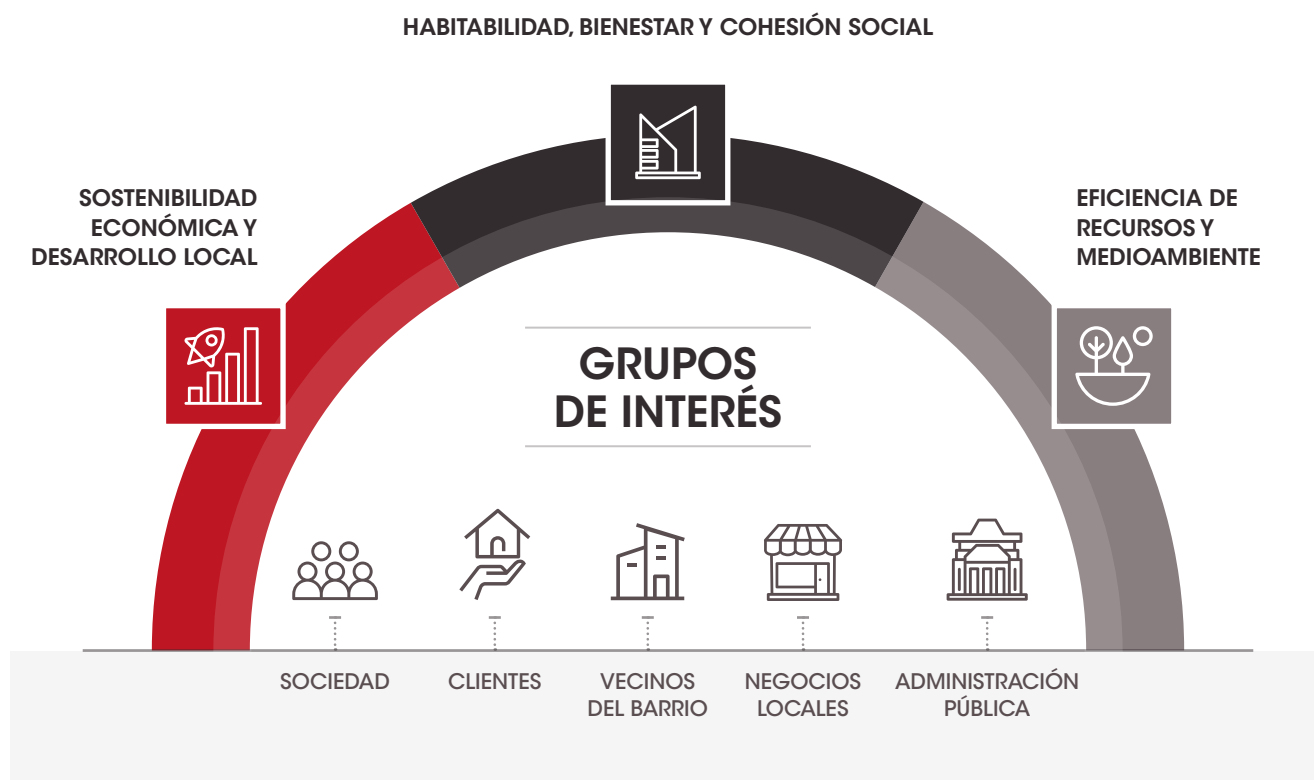 HABITABILIDAD, BIENESTAR Y COHESIÓN SOCIAL
SOSTENIBILIDAD
ECONÓMICA Y
DESARROLLO LOCAL
EFICIENCIA DE
RECURSOS Y
MEDIOAMBIENTE
GRUPOS
DE INTERÉS
SOCIEDAD
CLIENTES
VECINOS
DEL BARRIO
NEGOCIOS
LOCALES
ADMINISTRACIÓN
PÚBLICA